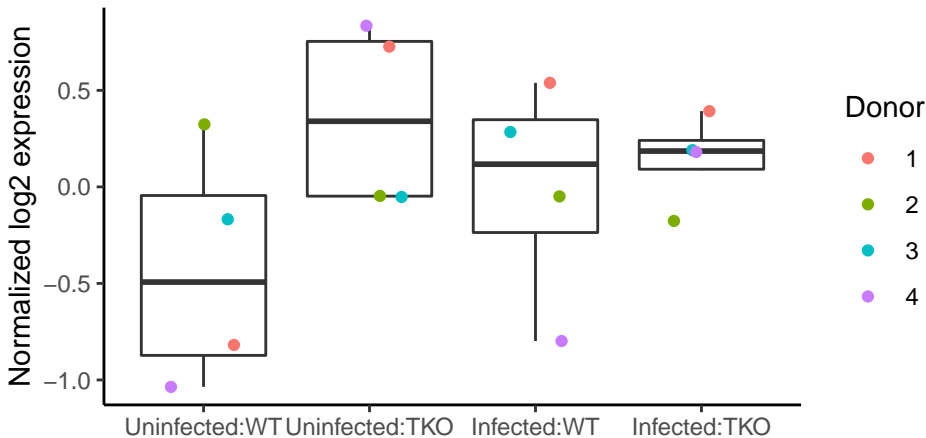 Normalized log2 expression
0.5
0.0
−0.5
−1.0
Uninfected:WT
Uninfected:TKO
Infected:WT
Infected:TKO
Donor
1
2
3
4